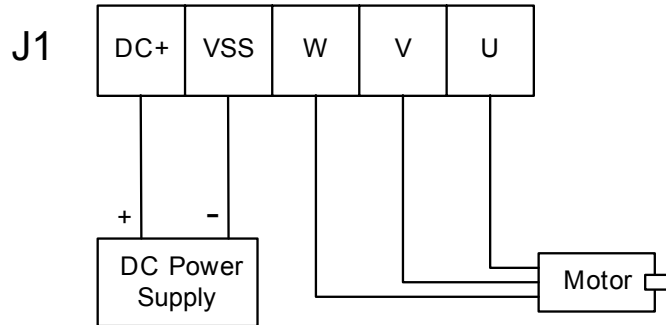 J1
DC+ VSS W V U
+ -
DC Power
Supply
Motor